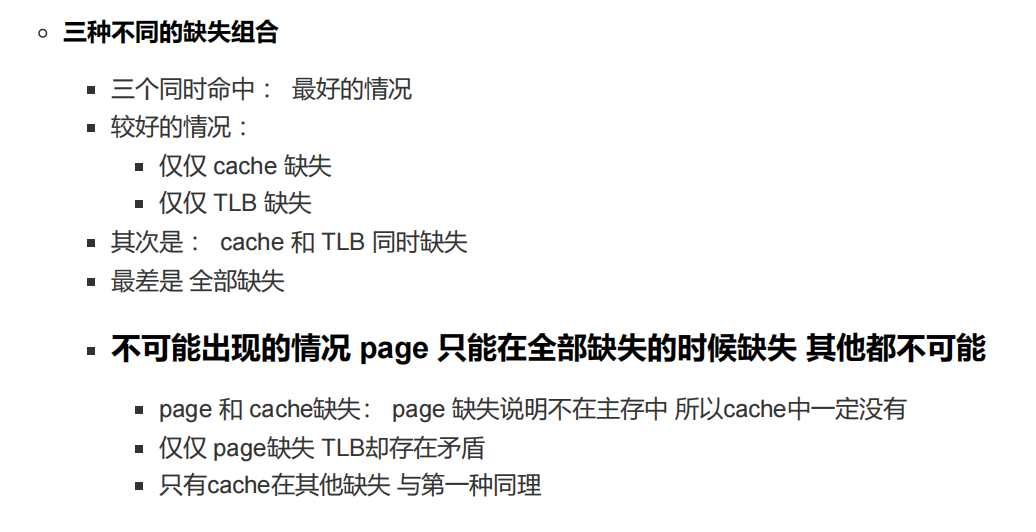 三种不同的缺失组合
三个同时命中： 最好的情况
较好的情况：
仅仅 cache 缺失
仅仅 TLB 缺失
其次是： cache 和 TLB 同时缺失
最差是 全部缺失
不可能出现的情况 page 只能在全部缺失的时候缺失 其他都不可能
page 和 cache缺失： page 缺失说明不在主存中 所以cache中一定没有
仅仅 page缺失 TLB却存在矛盾
只有cache在其他缺失 与第一种同理